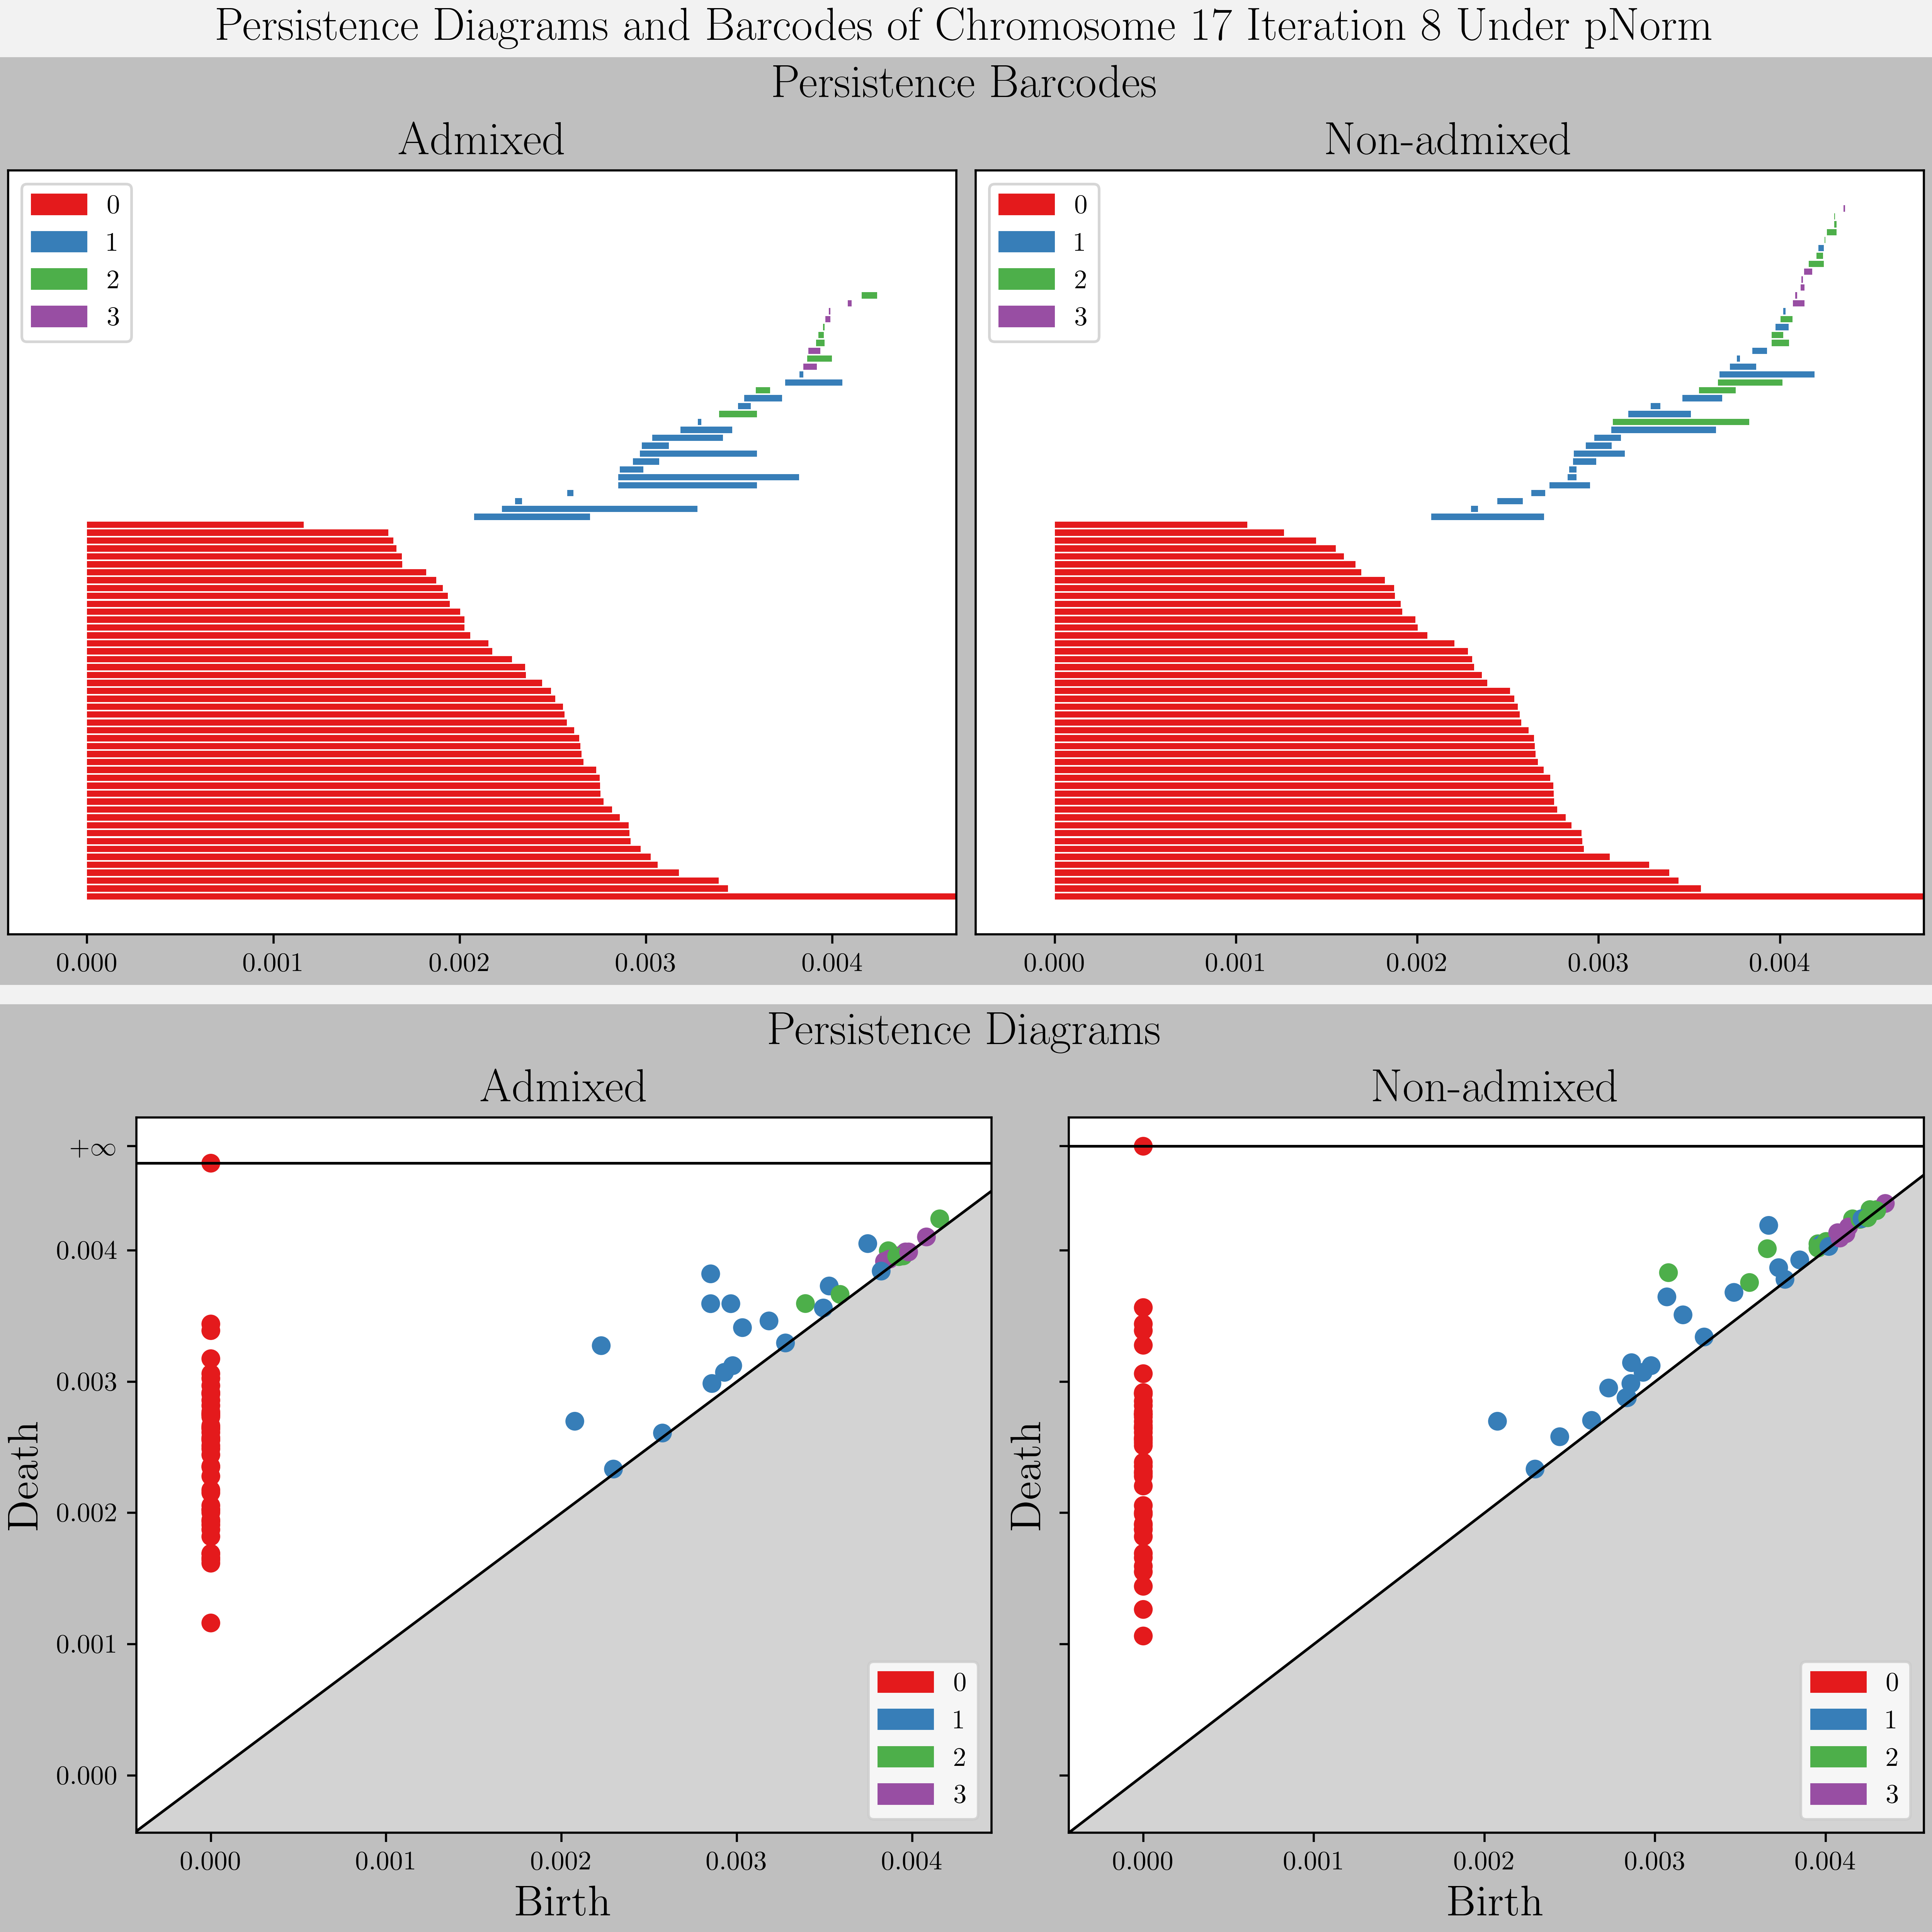 Persistence Diagrams and Barcodes of Chromosome 17 Iteration 8 Under pNorm
Persistence Barcodes
Admixed
Non-admixed
0
1
2
3
0
1
2
3
0.000 0.001 0.002 0.003 0.004
0.000 0.001 0.002 0.003 0.004
Persistence Diagrams
Admixed
Non-admixed
+∞
0.004
0.003
0.002
0.001
0.000
Death
Death
0
1
2
3
0
1
2
3
0.000 0.001 0.002 0.003 0.004
0.000 0.001 0.002 0.003 0.004
Birth
Birth